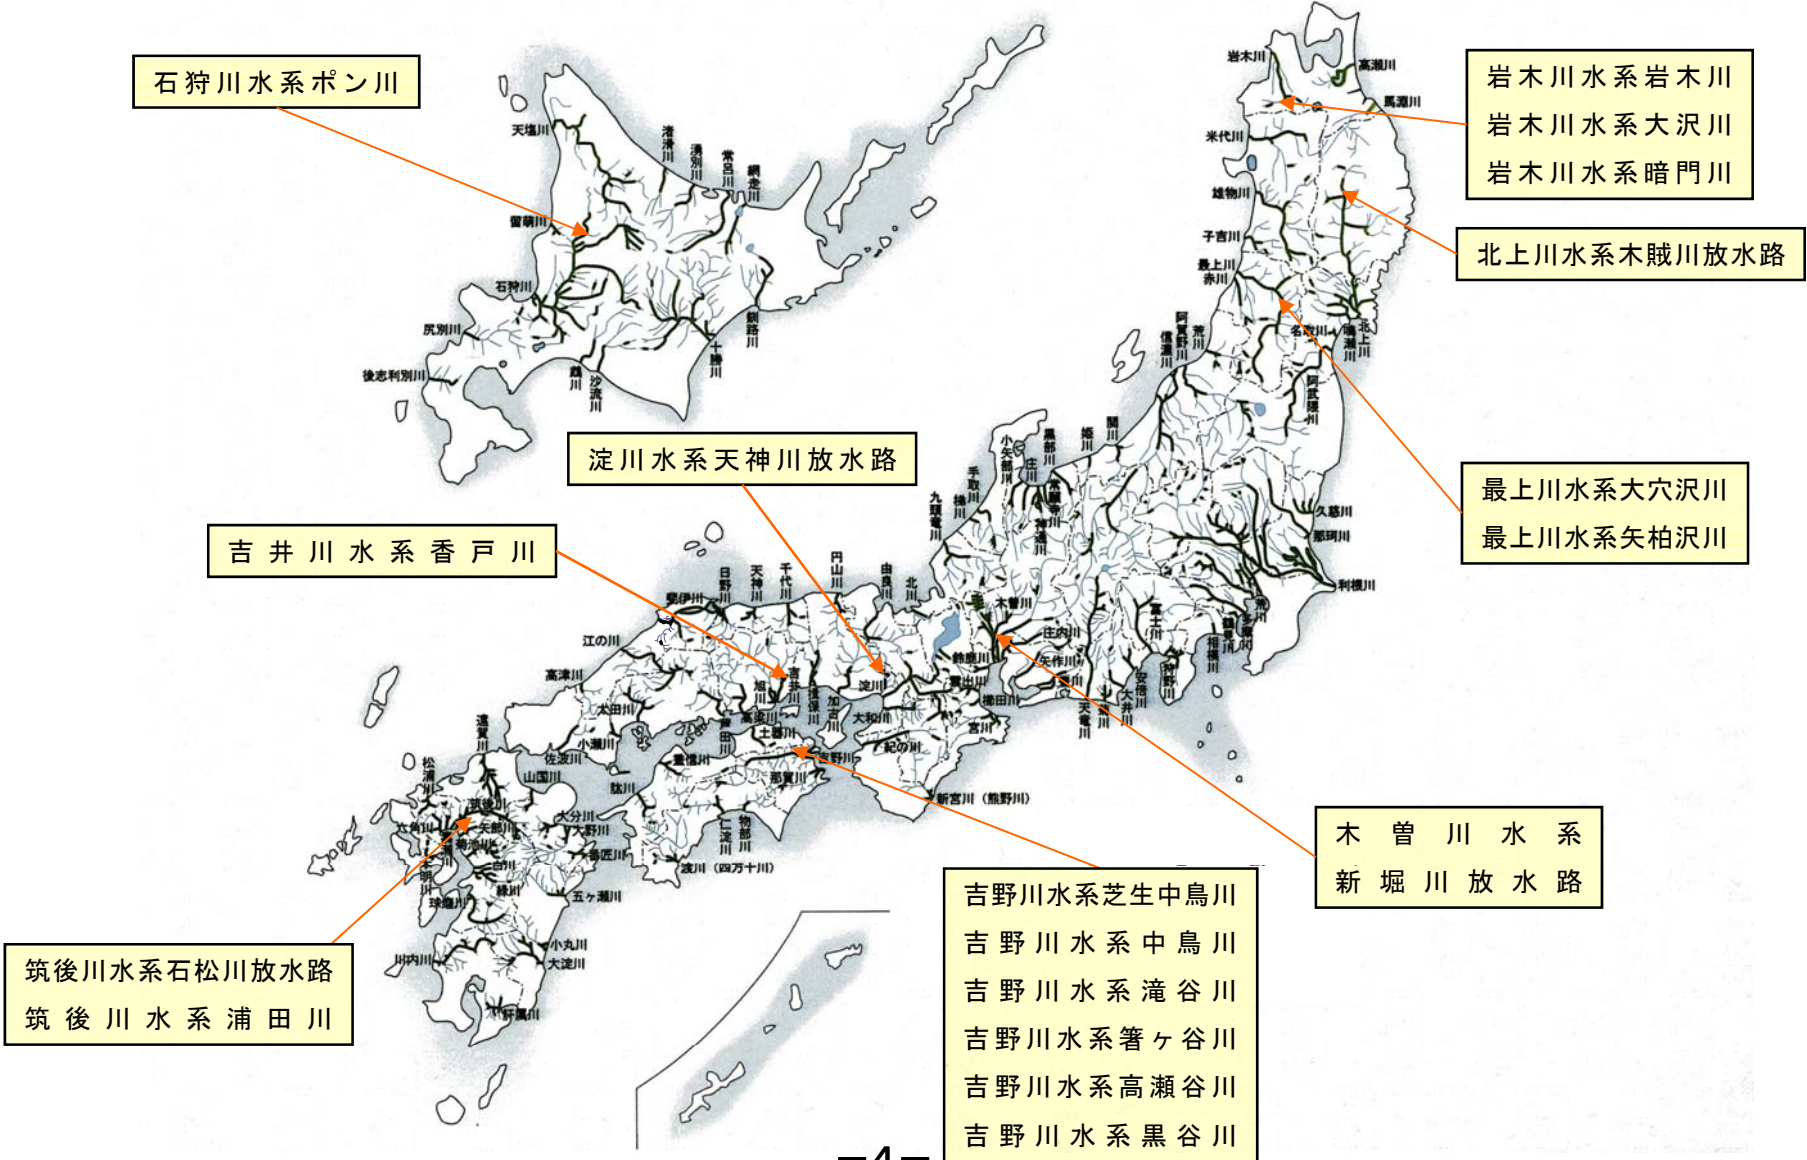 石狩川水系ポン川
岩木川水系岩木川
岩木川水系大沢川
岩木川水系暗門川
北上川水系木賊川放水路
最上川水系大穴沢川
最上川水系矢柏沢川
淀川水系天神川放水路
吉井川水系香戸川
木曽川水系
新堀川放水路
吉野川水系芝生中鳥川
吉野川水系中鳥川
吉野川水系滝谷川
吉野川水系箸ヶ谷川
吉野川水系高瀬谷川
吉野川水系黒谷川
筑後川水系石松川放水路
筑後川水系浦田川
天塩川
渚滑川
湧別川
常呂川
網走川
留萌川
石狩川
尻別川
後志利別川
鵡川
沙流川
十勝川
釧路川
岩木川
高瀬川
馬淵川
米代川
雄物川
子吉川
最上川
赤川
荒川
阿賀野川
信濃川
名取川
鳴瀬川
北上川
阿武隈川
関川
姫川
黒部川
常願寺川
神通川
庄川
小矢部川
手取川
梯川
九頭竜川
久慈川
那珂川
利根川
荒川
多摩川
鶴見川
相模川
富士川
狩野川
安倍川
大井川
天竜川
矢作川
庄内川
木曽川
鈴鹿川
雲出川
櫛田川
宮川
北川
由良川
円山川
千代川
天神川
日野川
斐伊川
江の川
高津川
太田川
小瀬川
佐波川
淀川
大和川
紀の川
新宮川（熊野川）
加古川
揖保川
吉井川
旭川
高梁川
芦田川
土器川
吉野川
那賀川
重信川
肱川
物部川
仁淀川
渡川（四万十川）
遠賀川
山国川
松浦川
筑後川
矢部川
六角川
菊池川
白川
緑川
球磨川
大分川
大野川
番匠川
五ヶ瀬川
小丸川
大淀川
川内川
肝属川
－4－